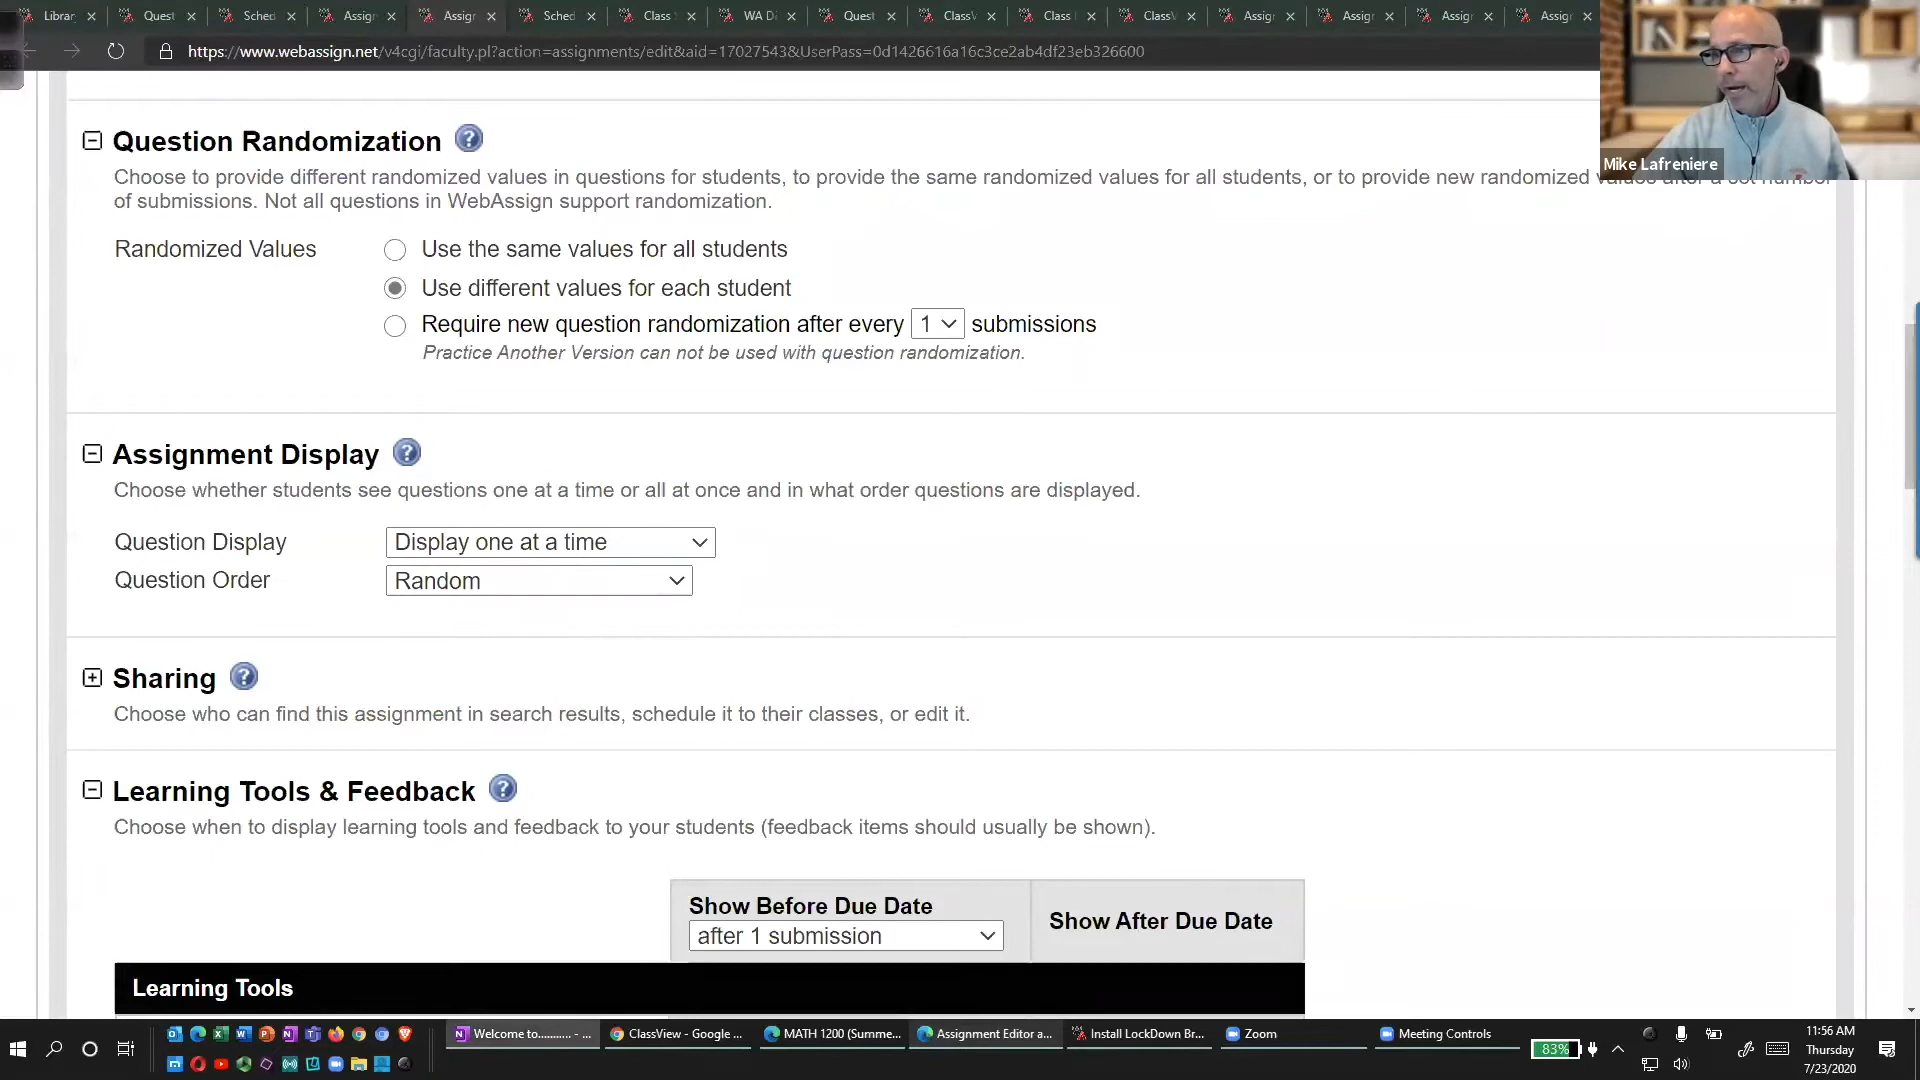 Librar
Quest
Sched
Assign
Assigr
Sched
Class
WA D
Quest
ClassV
Class
ClassV
Assigr
Assigr
Assigr
Assigr
https://www.webassign.net/v4cgi/faculty.pl?action=assignments/edit&aid=17027543&UserPass=0d1426616a16c3ce2ab4df23eb326600
Mike Lafreniere
Question Randomization ?
Choose to provide different randomized values in questions for students, to provide the same randomized values for all students, or to provide new randomized values after a set number
of submissions. Not all questions in WebAssign support randomization.
Randomized Values
Use the same values for all students
Use different values for each student
Require new question randomization after every 1 submissions
Practice Another Version can not be used with question randomization.
Assignment Display ?
Choose whether students see questions one at a time or all at once and in what order questions are displayed.
Question Display Display one at a time
Question Order Random
Sharing ?
Choose who can find this assignment in search results, schedule it to their classes, or edit it.
Learning Tools & Feedback ?
Choose when to display learning tools and feedback to your students (feedback items should usually be shown).
Show Before Due Date
after 1 submission
Show After Due Date
Learning Tools
Welcome to........... - ...
ClassView - Google ...
MATH 1200 (Summe...
Assignment Editor a...
Install LockDown Br...
Zoom
Meeting Controls
83%
11:56 AM
Thursday
7/23/2020